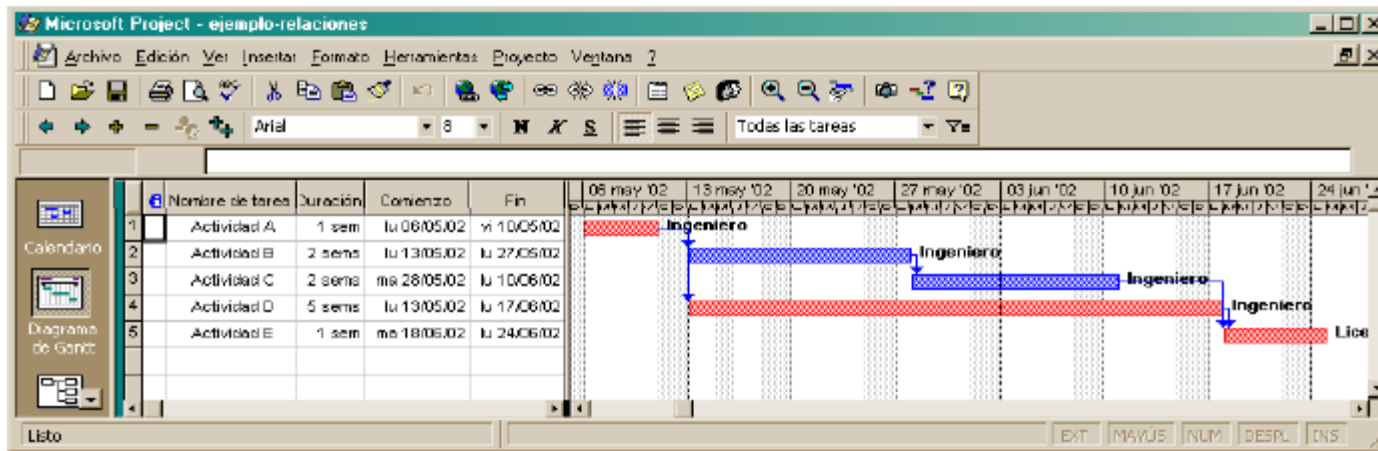 Microsoft Project - ejemplo-relaciones
Archivo Edición Ver Insertar Formato Herramientas Proyecto Ventana ?
Arial 8 N K S Todas las tareas
06 may '02 13 may '02 20 may '02 27 may '02 03 jun '02 10 jun '02 17 jun '02 24 jun '
Nombre de tarea Duración Comienzo Fin
1 Actividad A 1 sem lu 06/05/02 vi 10/05/02 Ingeniero
2 Actividad B 2 sems lu 13/05/02 lu 27/05/02 Ingeniero
3 Actividad C 2 sems ma 28/05/02 lu 10/06/02 Ingeniero
4 Actividad D 5 sems lu 13/05/02 lu 17/06/02 Ingeniero
5 Actividad E 1 sem ma 18/06/02 lu 24/06/02 Lice
Calendario
Diagrama
de Gantt
Listo EXT MAYÚS NUM DESPL INS